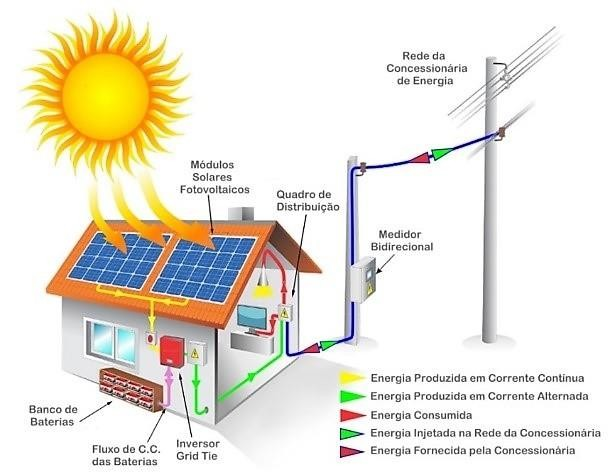 Rede da
Concessionária
de Energia
Módulos
Solares
Fotovoltaicos
Quadro de
Distribuição
Medidor
Bidirecional
Banco de
Baterias
Fluxo de C.C.
das Baterias
Inversor
Grid Tie
Energia Produzida em Corrente Contínua
Energia Produzida em Corrente Alternada
Energia Consumida
Energia Injetada na Rede da Concessionária
Energia Fornecida pela Concessionária